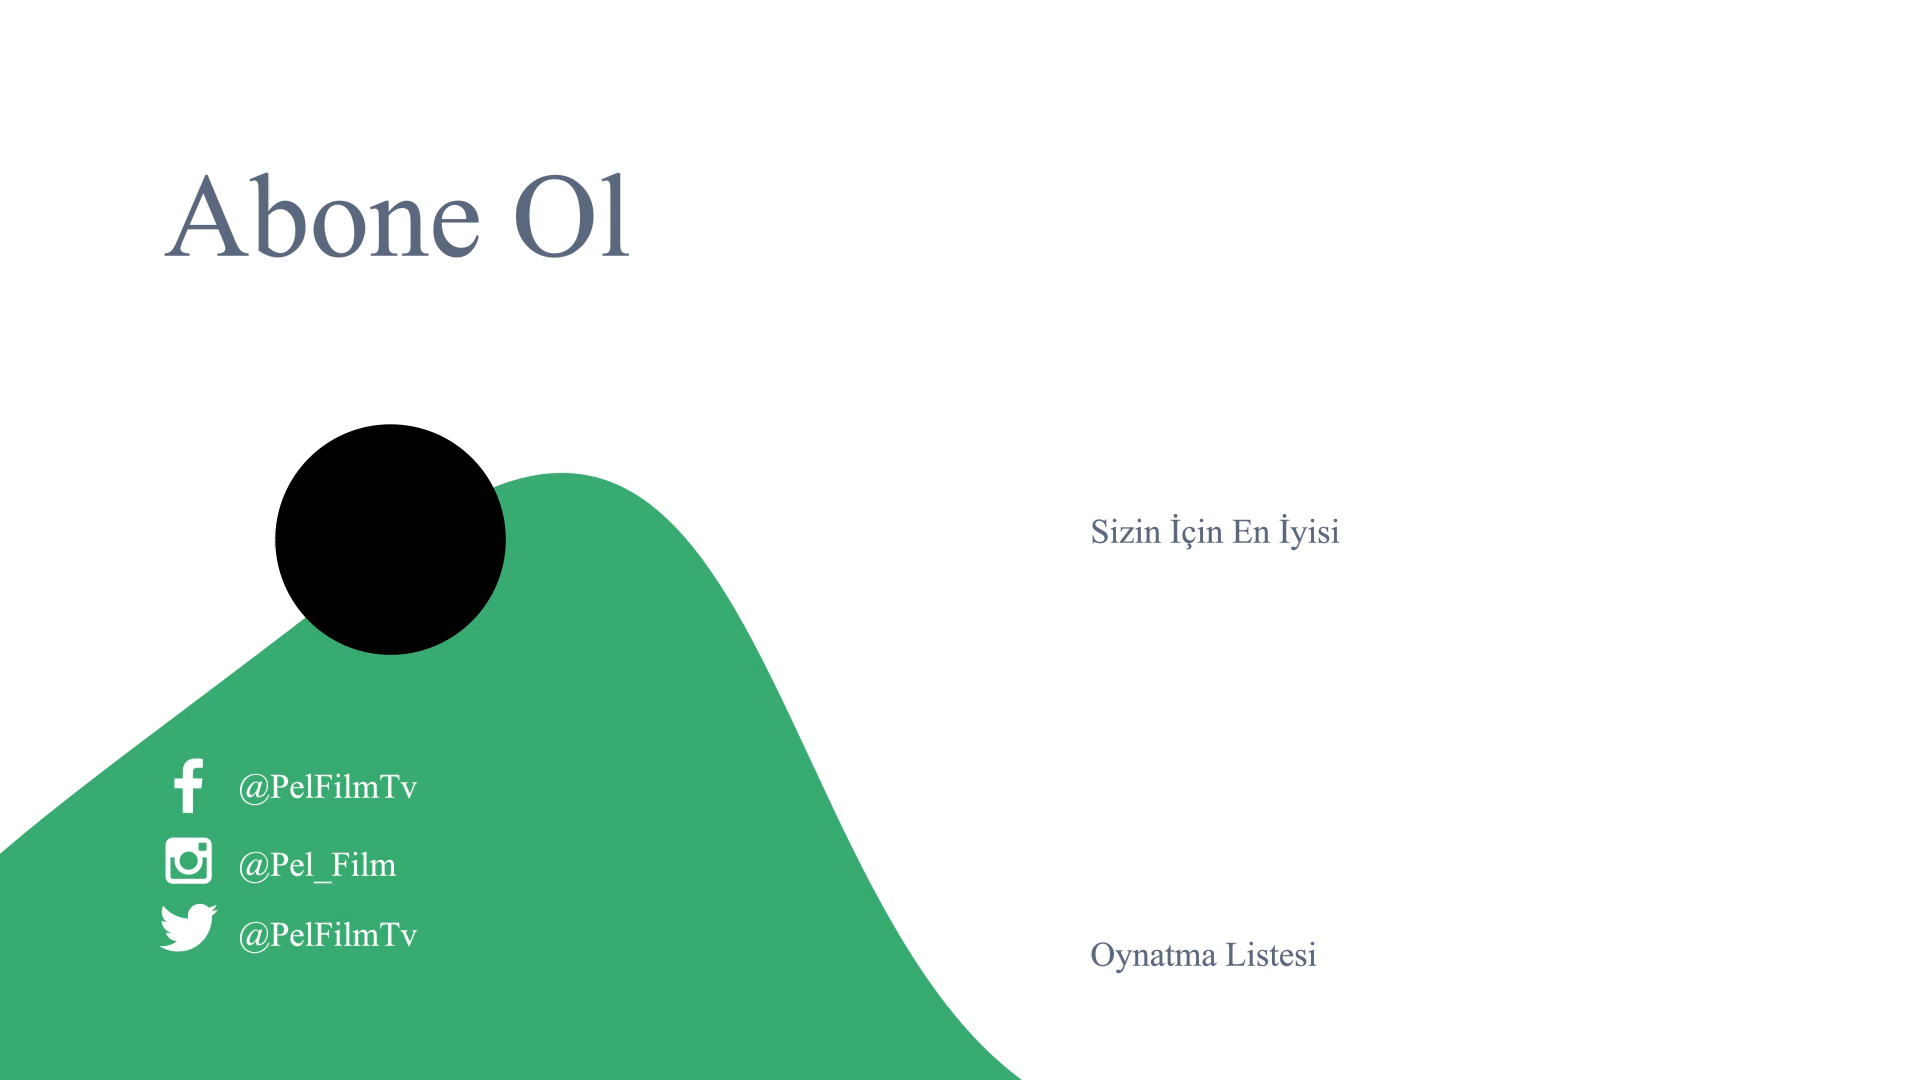 Abone Ol
Sizin İçin En İyisi
@PelFilmTv
@Pel_Film
@PelFilmTv
Oynatma Listesi